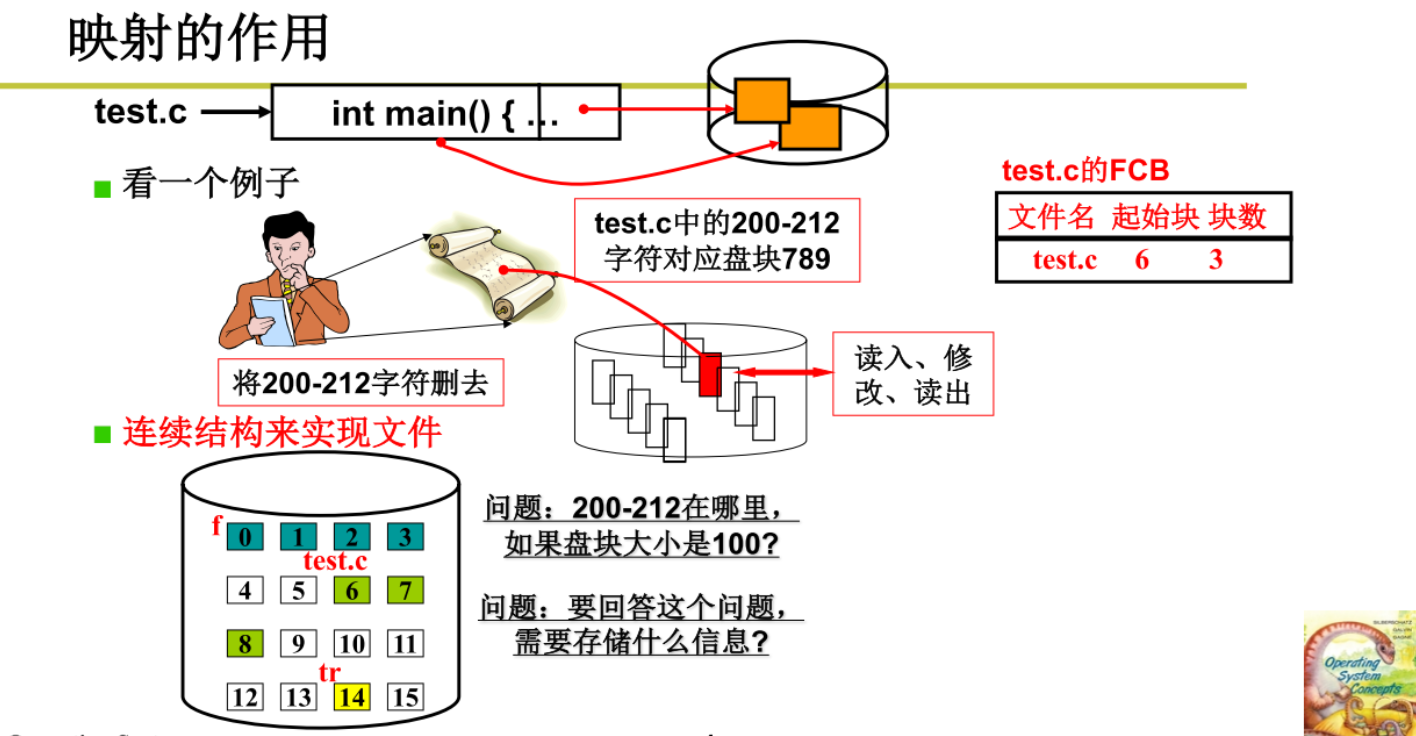 映射的作用
test.c
int main() { …
看一个例子
test.c中的200-212
字符对应盘块789
test.c的FCB
文件名 起始块 块数
test.c 6 3
将200-212字符删去
读入、修
改、读出
连续结构来实现文件
f
0 1 2 3
test.c
4 5 6 7
8 9 10 11
tr
12 13 14 15
问题：200-212在哪里，
如果盘块大小是100?
问题：要回答这个问题，
需要存储什么信息?
SILBERSCHATZ
GALVIN
GAGNE
Operating
System
Concepts